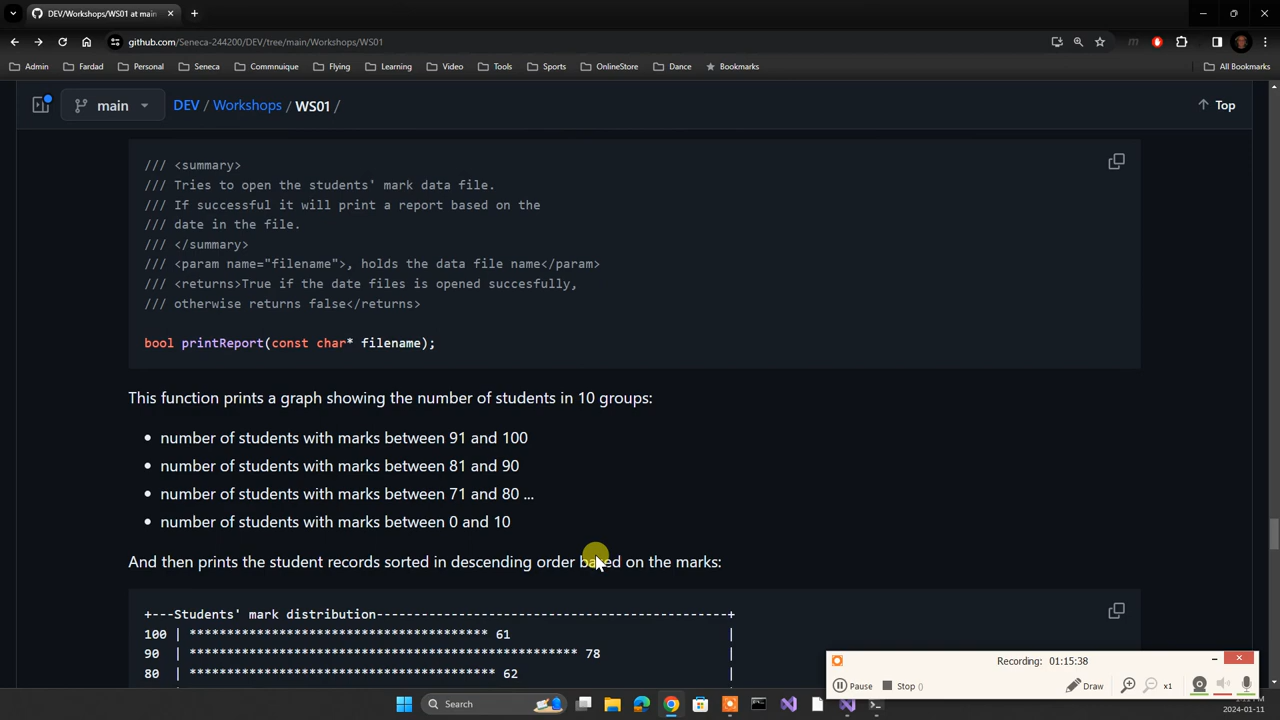 DEV/Workshops/WS01 at main
github.com/Seneca-244200/DEV/tree/main/Workshops/WS01
Admin Fardad Personal Seneca Commnuique Flying Learning Video Tools Sports OnlineStore Dance Bookmarks All Bookmarks
main DEV / Workshops / WS01 / Top
/// <summary>
/// Tries to open the students' mark data file.
/// If successful it will print a report based on the
/// date in the file.
/// </summary>
/// <param name="filename">, holds the data file name</param>
/// <returns>True if the date files is opened succesfully,
/// otherwise returns false</returns>
bool printReport(const char* filename);
This function prints a graph showing the number of students in 10 groups:
• number of students with marks between 91 and 100
• number of students with marks between 81 and 90
• number of students with marks between 71 and 80 ...
• number of students with marks between 0 and 10
And then prints the student records sorted in descending order based on the marks:
+---Students' mark distribution-----------------------------------------------+
100 | **************************************** 61 |
90 | **************************************************** 78 |
80 | ***************************************** 62 |
Recording: 01:15:38
Pause Stop () Draw x1
Search
2024-01-11